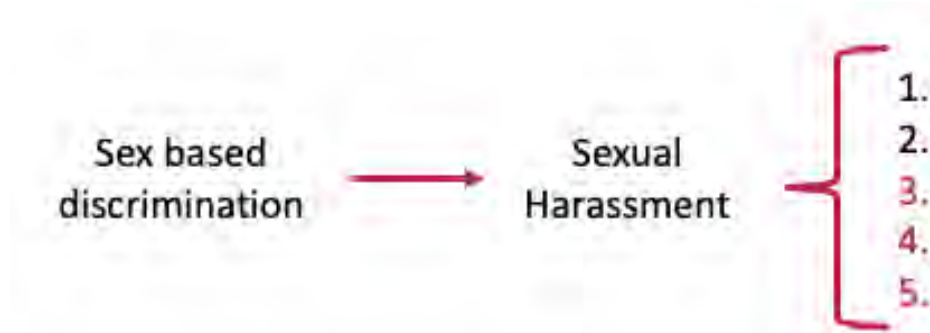 Sex based
discrimination
Sexual
Harassment
1.
2.
3.
4.
5.